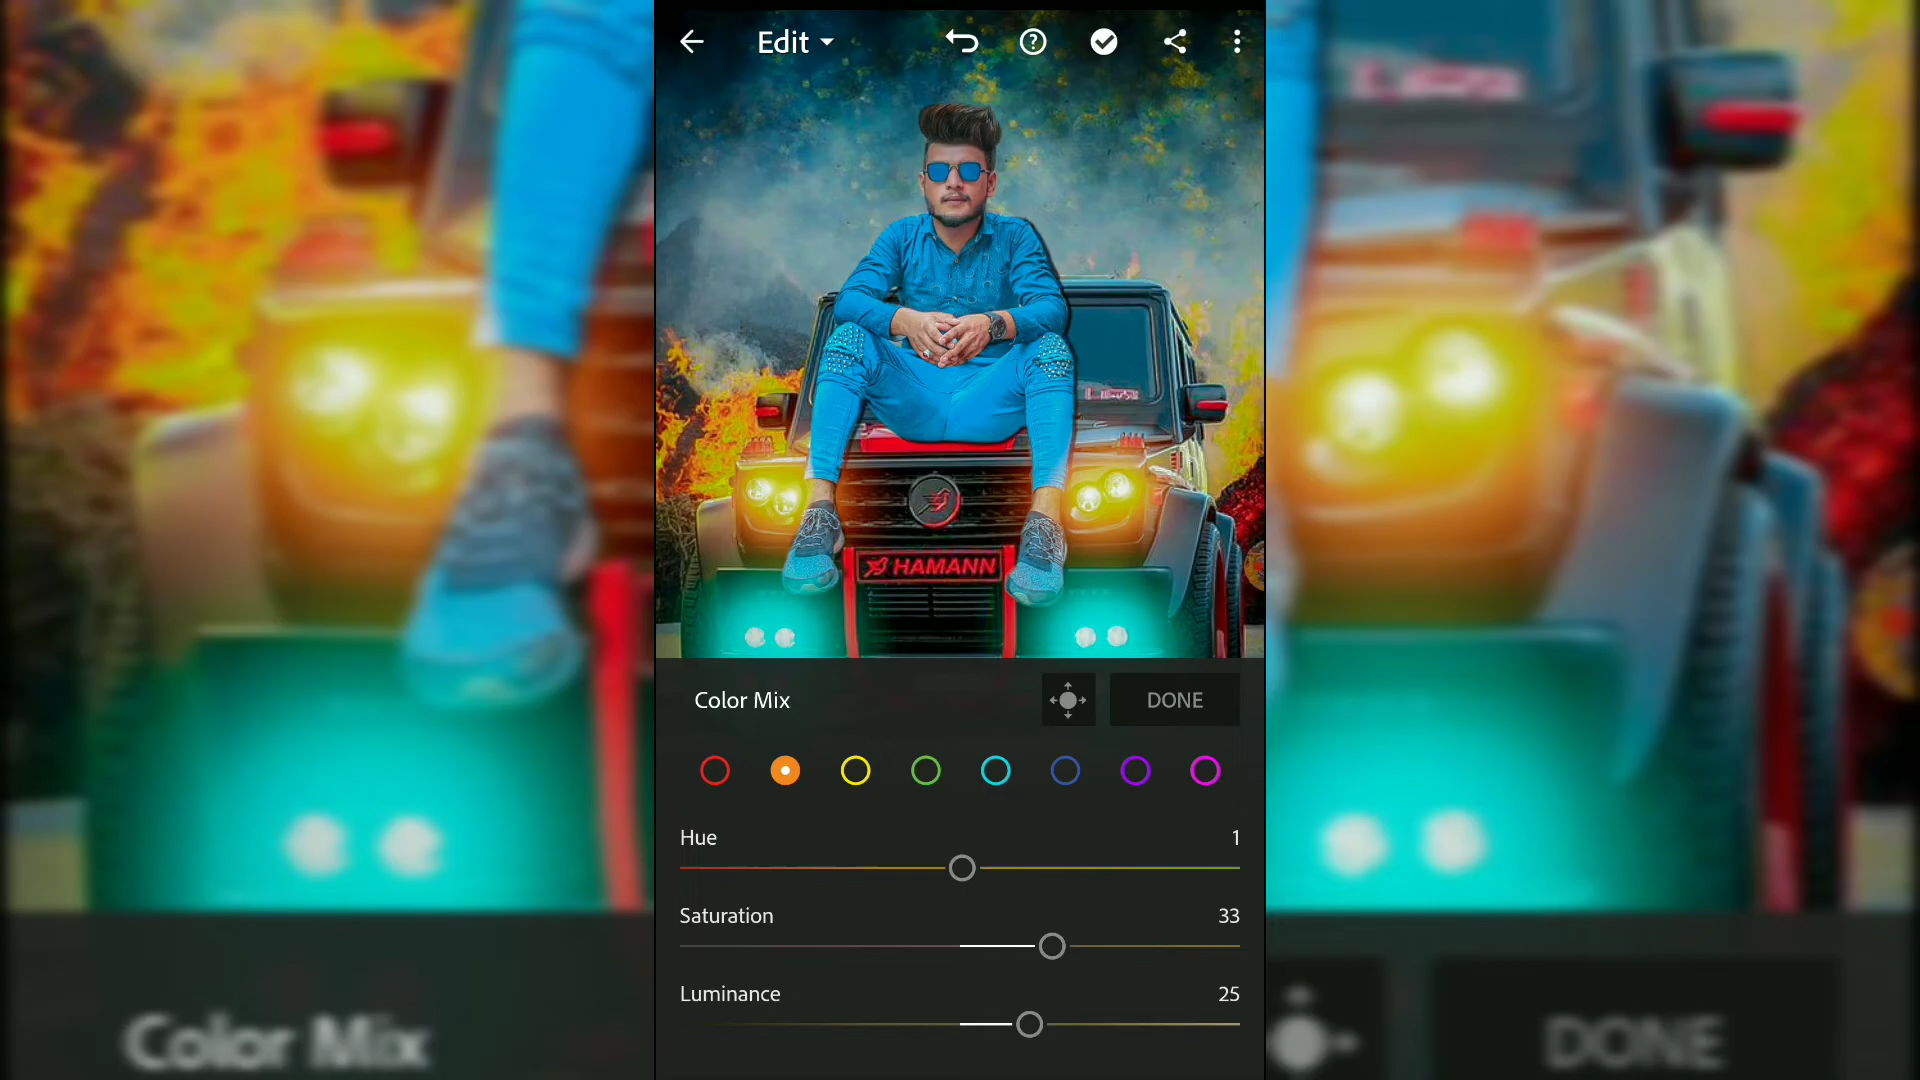 Edit
HAMANN
Color Mix
DONE
Hue
1
Saturation
33
Luminance
25
Color Mix
DONE